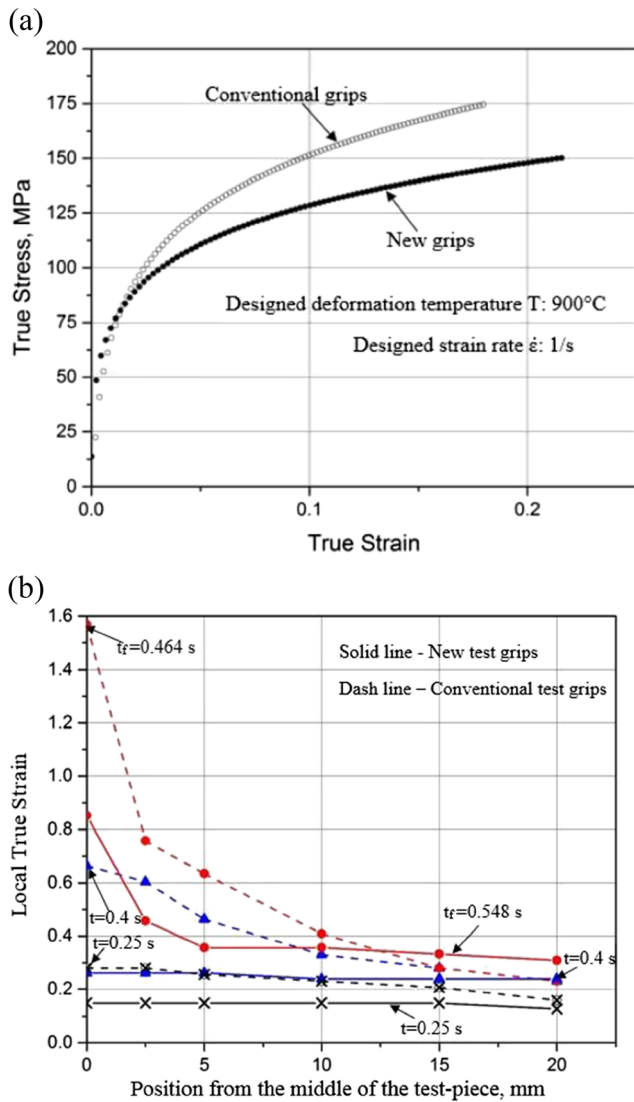 (a)
200
175
150
125
100
75
50
25
0
True Stress, MPa
Conventional grips
New grips
Designed deformation temperature T: 900°C
Designed strain rate ε̇: 1/s
0.0
0.1
0.2
True Strain
(b)
1.6
1.4
1.2
1.0
0.8
0.6
0.4
0.2
0.0
Local True Strain
tf=0.464 s
Solid line - New test grips
Dash line – Conventional test grips
t=0.4 s
t=0.25 s
tf=0.548 s
t=0.4 s
t=0.25 s
0
5
10
15
20
Position from the middle of the test-piece, mm